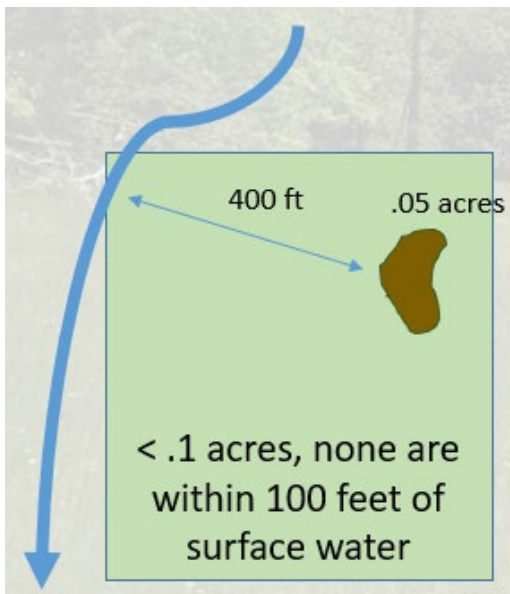 400 ft
.05 acres
< .1 acres, none are
within 100 feet of
surface water